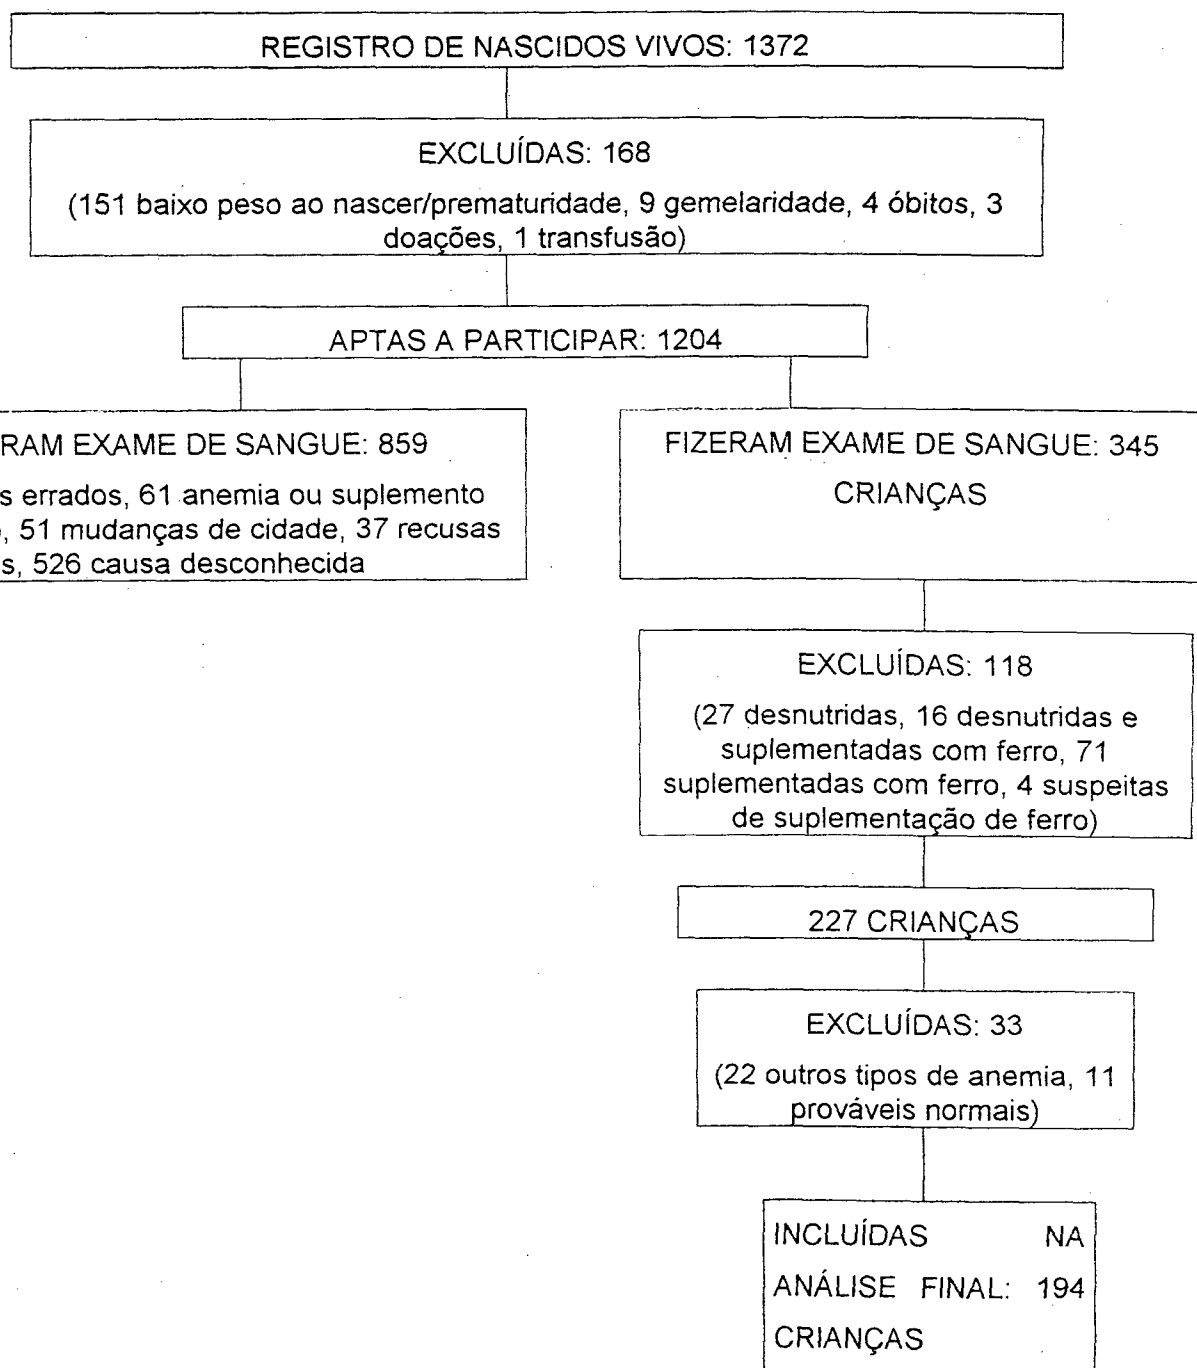 REGISTRO DE NASCIDOS VIVOS: 1372
EXCLUÍDAS: 168
(151 baixo peso ao nascer/prematuridade, 9 gemelaridade, 4 óbitos, 3
doações, 1 transfusão)
APTAS A PARTICIPAR: 1204
RAM EXAME DE SANGUE: 859
s errados, 61 anemia ou suplemento
, 51 mudanças de cidade, 37 recusas
s, 526 causa desconhecida
FIZERAM EXAME DE SANGUE: 345
CRIANÇAS
EXCLUÍDAS: 118
(27 desnutridas, 16 desnutridas e
suplementadas com ferro, 71
suplementadas com ferro, 4 suspeitas
de suplementação de ferro)
227 CRIANÇAS
EXCLUÍDAS: 33
(22 outros tipos de anemia, 11
prováveis normais)
INCLUÍDAS NA
ANÁLISE FINAL: 194
CRIANÇAS